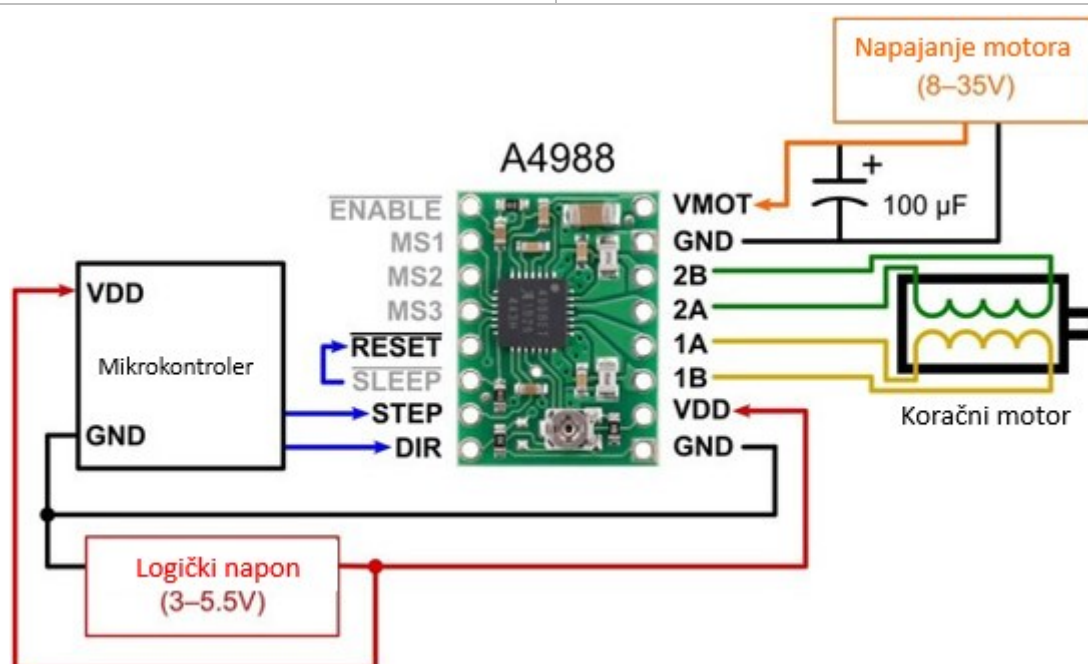 Napajanje motora
(8–35V)
A4988
+
100 µF
ENABLE
MS1
MS2
MS3
RESET
SLEEP
STEP
DIR
VMOT
GND
2B
2A
1A
1B
VDD
GND
VDD
Mikrokontroler
GND
Koračni motor
Logički napon
(3–5.5V)